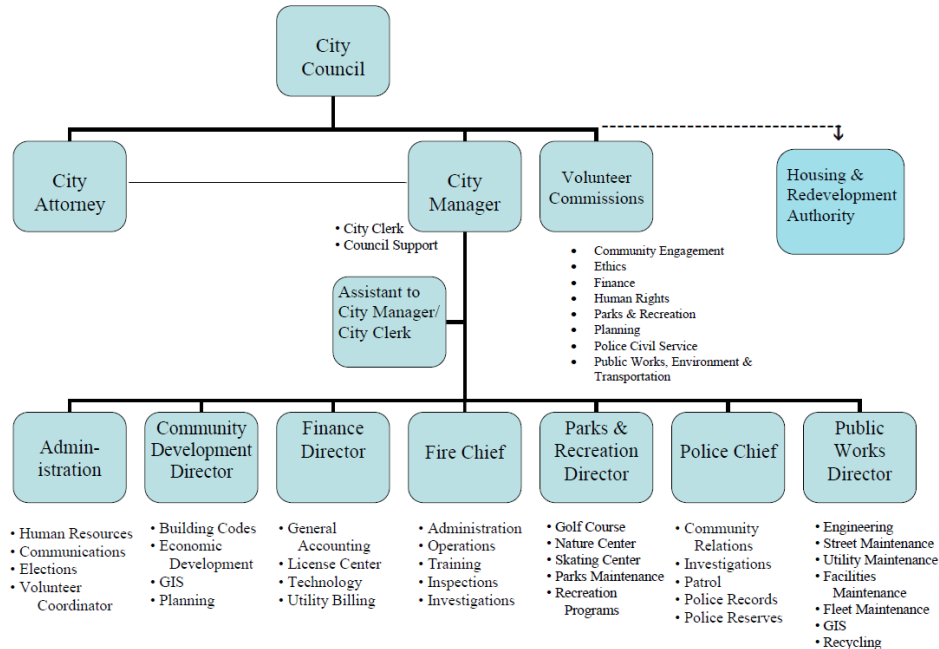 City
Council
City
Attorney
City
Manager
Volunteer
Commissions
Housing &
Redevelopment
Authority
• City Clerk
• Council Support
• Community Engagement
• Ethics
• Finance
• Human Rights
• Parks & Recreation
• Planning
• Police Civil Service
• Public Works, Environment &
Transportation
Assistant to
City Manager/
City Clerk
Admin-
istration
Community
Development
Director
Finance
Director
Fire Chief
Parks &
Recreation
Director
Police Chief
Public
Works
Director
• Human Resources
• Communications
• Elections
• Volunteer
Coordinator
• Building Codes
• Economic
Development
• GIS
• Planning
• General
Accounting
• License Center
• Technology
• Utility Billing
• Administration
• Operations
• Training
• Inspections
• Investigations
• Golf Course
• Nature Center
• Skating Center
• Parks Maintenance
• Recreation
Programs
• Community
Relations
• Investigations
• Patrol
• Police Records
• Police Reserves
• Engineering
• Street Maintenance
• Utility Maintenance
• Facilities
Maintenance
• Fleet Maintenance
• GIS
• Recycling